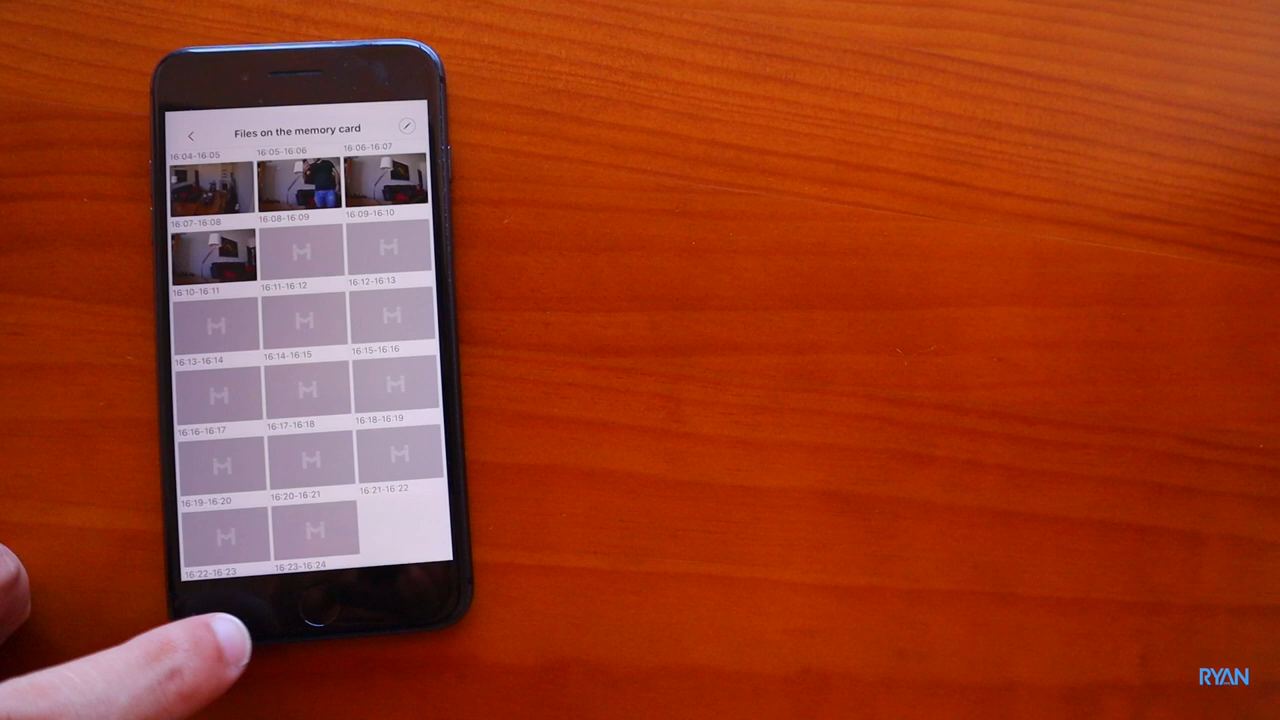 Files on the memory card
16:04-16:05 16:05-16:06 16:06-16:07
16:07-16:08 16:08-16:09 16:09-16:10
16:10-16:11 16:11-16:12 16:12-16:13
16:13-16:14 16:14-16:15 16:15-16:16
16:16-16:17 16:17-16:18 16:18-16:19
16:19-16:20 16:20-16:21 16:21-16:22
16:22-16:23 16:23-16:24
RYAN